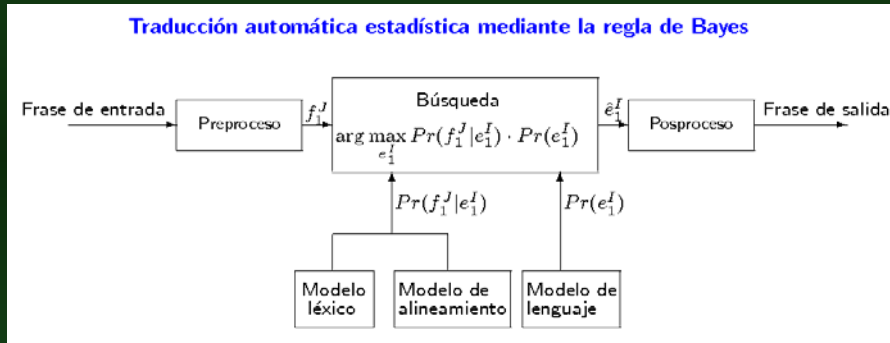 Traducción automática estadística mediante la regla de Bayes
Frase de entrada
Preproceso
f_1^J
Búsqueda
arg max Pr(f_1^J|e_1^I) · Pr(e_1^I)
e_1^I
ê_1^I
Posproceso
Frase de salida
Pr(f_1^J|e_1^I)
Pr(e_1^I)
Modelo
léxico
Modelo de
alineamiento
Modelo de
lenguaje